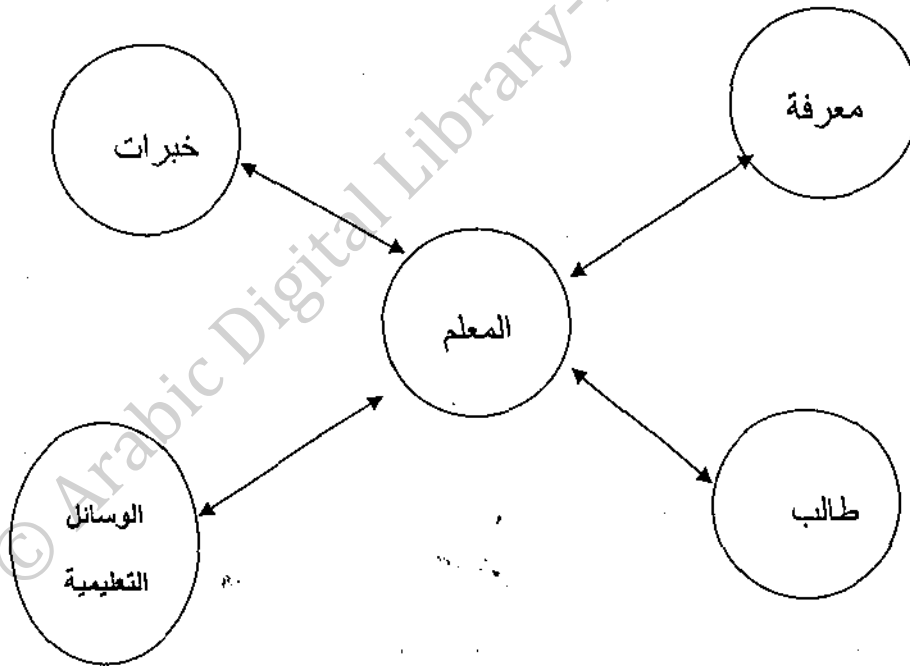 معرفة
خبرات
المعلم
طالب
الوسائل
التعليمية
© Arabic Digital Library-